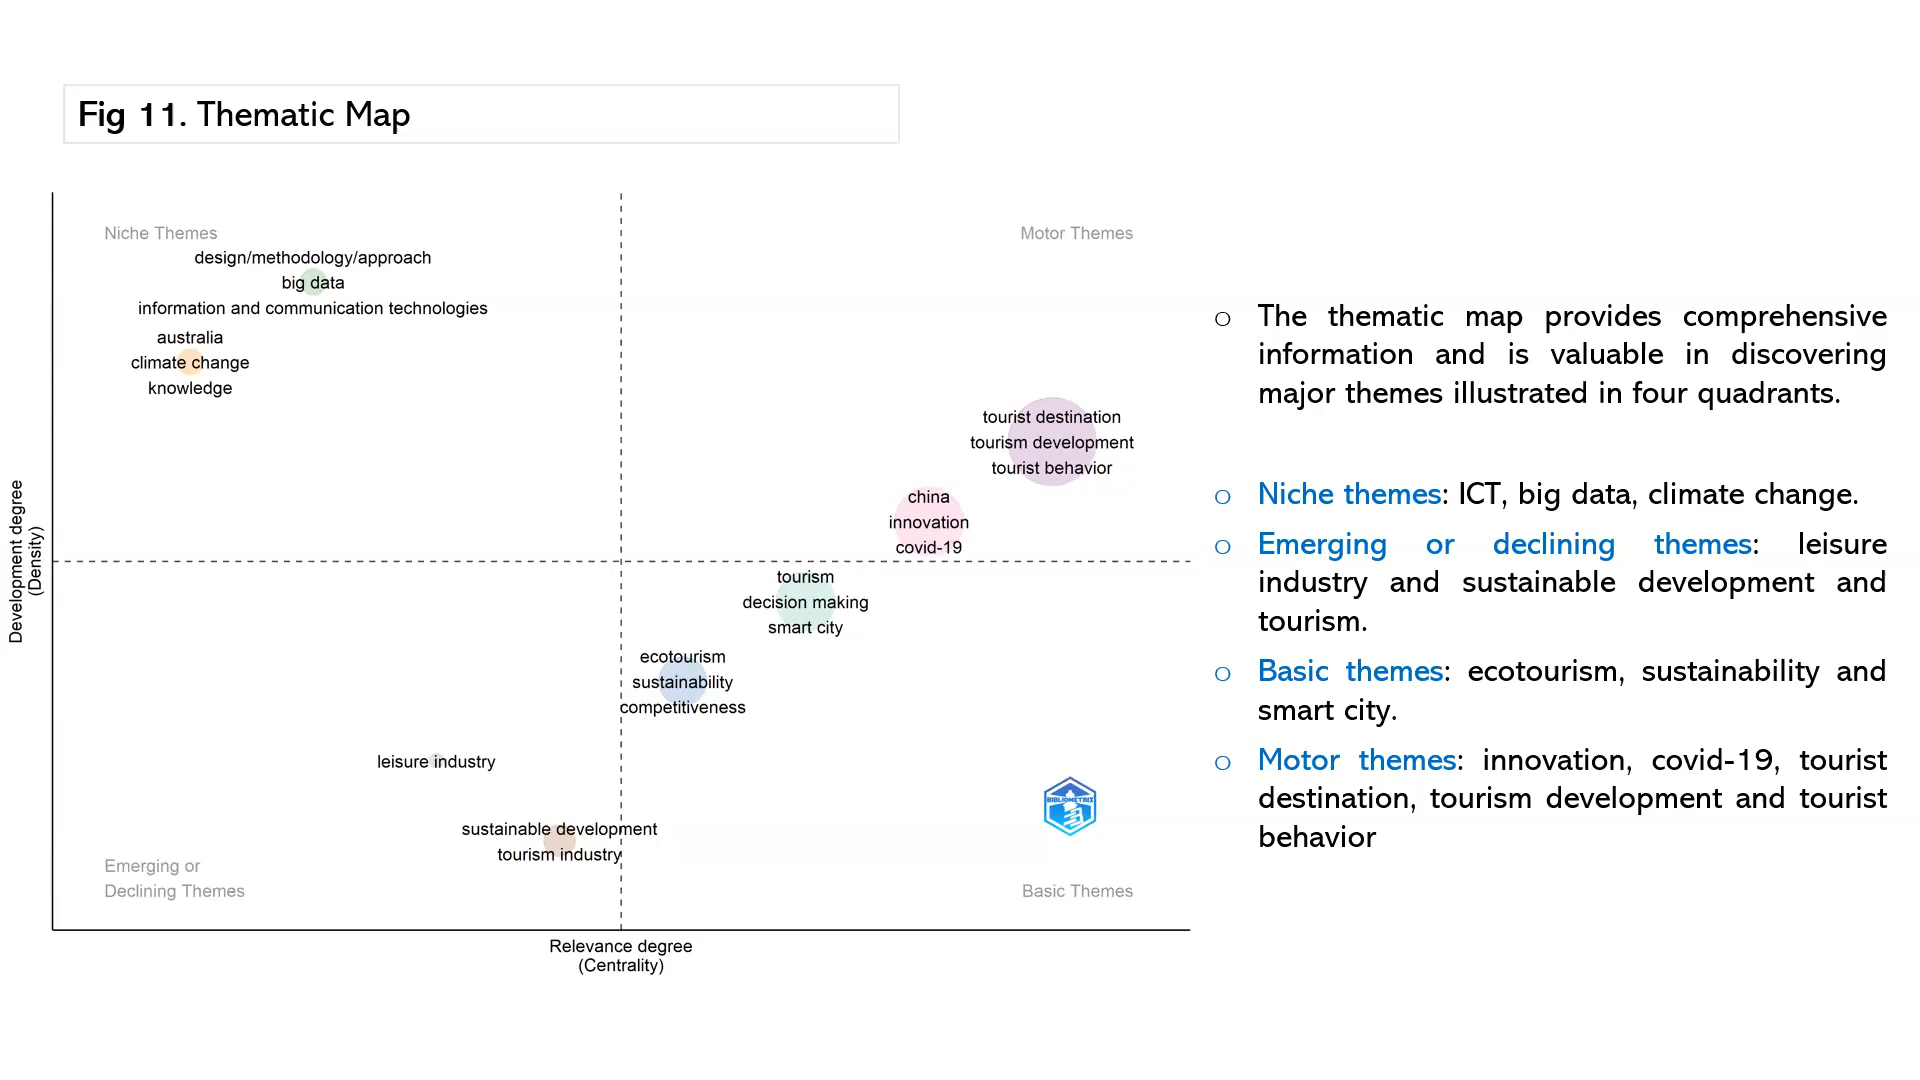 Fig 11. Thematic Map
Niche Themes
Motor Themes
design/methodology/approach
big data
information and communication technologies
australia
climate change
knowledge
tourist destination
tourism development
tourist behavior
china
innovation
covid-19
tourism
decision making
smart city
ecotourism
sustainability
competitiveness
leisure industry
sustainable development
tourism industry
BIBLIOMETRIX
Emerging or
Declining Themes
Basic Themes
Development degree
(Density)
Relevance degree
(Centrality)
o The thematic map provides comprehensive
information and is valuable in discovering
major themes illustrated in four quadrants.
o Niche themes: ICT, big data, climate change.
o Emerging or declining themes: leisure
industry and sustainable development and
tourism.
o Basic themes: ecotourism, sustainability and
smart city.
o Motor themes: innovation, covid-19, tourist
destination, tourism development and tourist
behavior